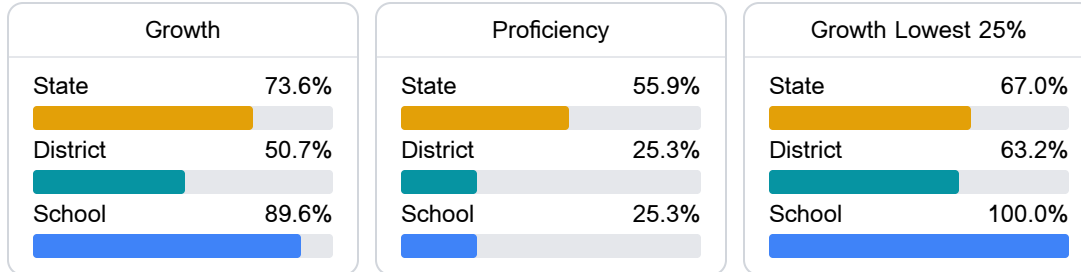 Growth
State 73.6%
District 50.7%
School 89.6%
Proficiency
State 55.9%
District 25.3%
School 25.3%
Growth Lowest 25%
State 67.0%
District 63.2%
School 100.0%